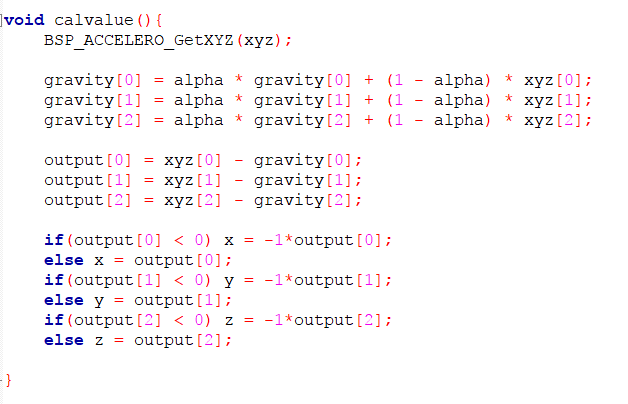 void calvalue(){
    BSP_ACCELERO_GetXYZ(xyz);

    gravity[0] = alpha * gravity[0] + (1 - alpha) * xyz[0];
    gravity[1] = alpha * gravity[1] + (1 - alpha) * xyz[1];
    gravity[2] = alpha * gravity[2] + (1 - alpha) * xyz[2];

    output[0] = xyz[0] - gravity[0];
    output[1] = xyz[1] - gravity[1];
    output[2] = xyz[2] - gravity[2];

    if(output[0] < 0) x = -1*output[0];
    else x = output[0];
    if(output[1] < 0) y = -1*output[1];
    else y = output[1];
    if(output[2] < 0) z = -1*output[2];
    else z = output[2];

}